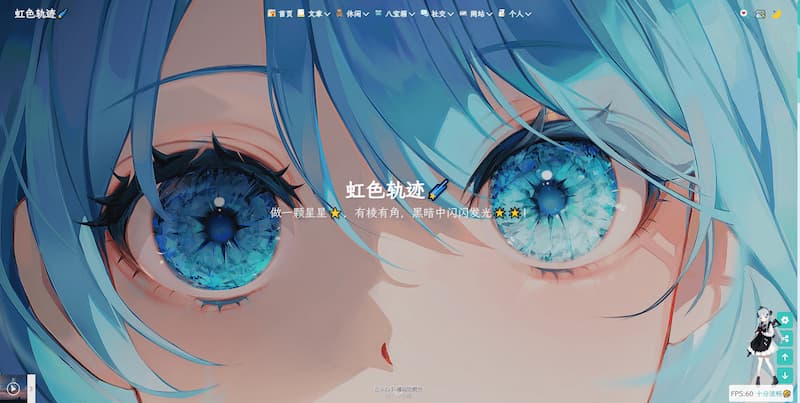 虹色轨迹
首页 文章 休闲 八宝箱 社交 网站 个人
虹色轨迹
做一颗星星⭐，有棱有角，黑暗中闪闪发光⭐⭐！
FPS:60 十分流畅🤣